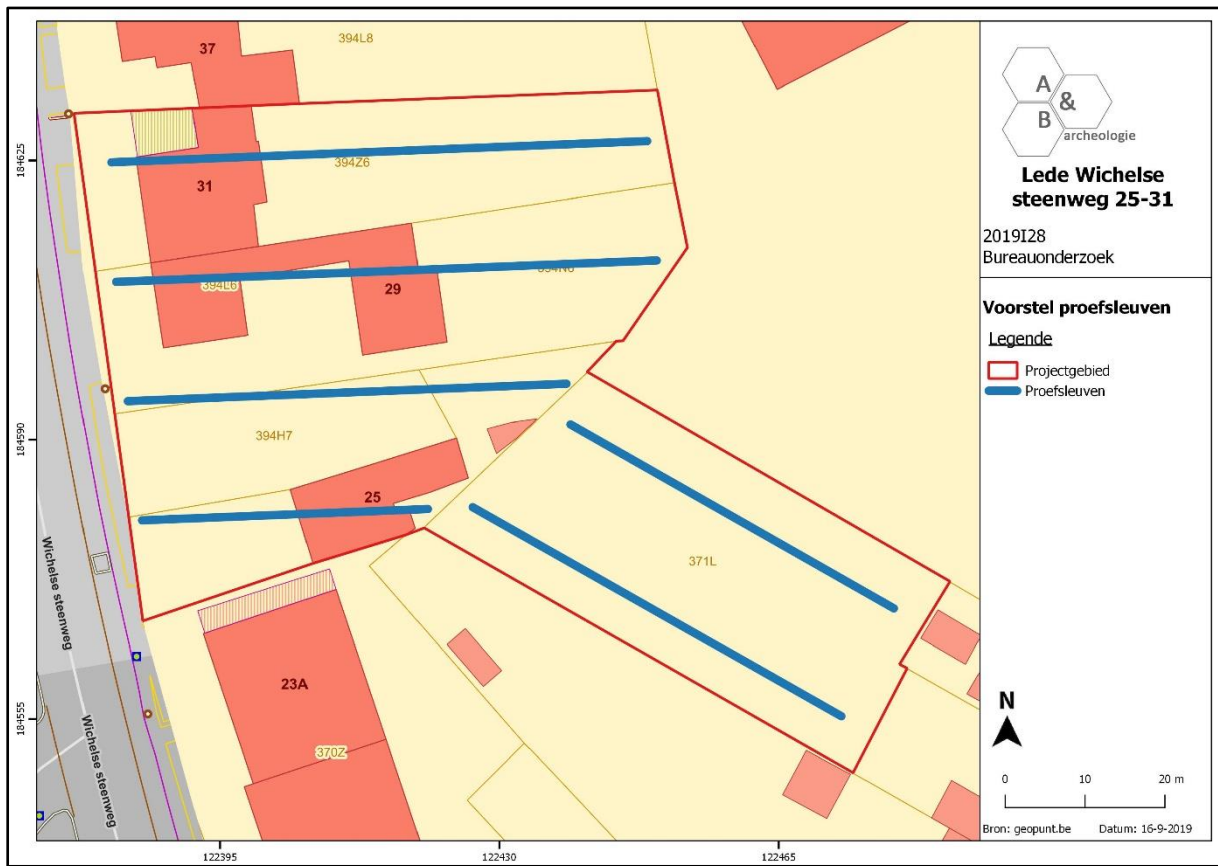 37
394L8
31
394Z6
394L6
29
394N6
394H7
25
371L
23A
370Z
Wichelse steenweg
Wichelse steenweg
184625
184590
184555
122395
122430
122465
A
&
B
archeologie
Lede Wichelse
steenweg 25-31
2019I28
Bureauonderzoek
Voorstel proefsleuven
Legende
Projectgebied
Proefsleuven
N
0 10 20 m
Bron: geopunt.be Datum: 16-9-2019